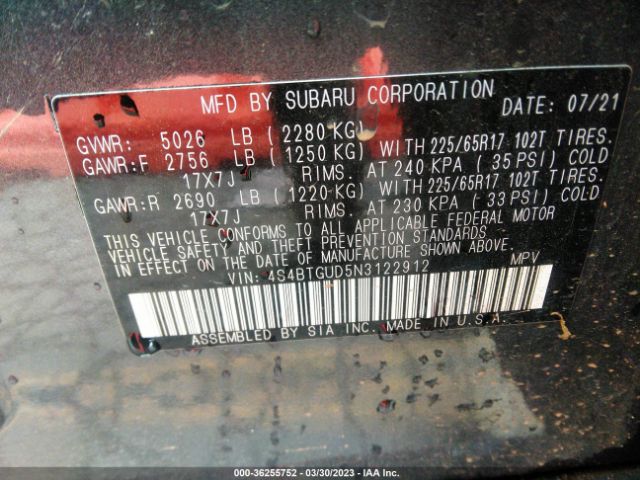 MFD BY SUBARU CORPORATION DATE: 07/21
GVWR: 5026 LB (2280 KG)
GAWR:F 2756 LB (1250 KG) WITH 225/65R17 102T TIRES.
17X7J RIMS. AT 240 KPA (35 PSI) COLD
GAWR:R 2690 LB (1220 KG) WITH 225/65R17 102T TIRES.
17X7J RIMS. AT 230 KPA (33 PSI) COLD
THIS VEHICLE CONFORMS TO ALL APPLICABLE FEDERAL MOTOR
VEHICLE SAFETY AND THEFT PREVENTION STANDARDS
IN EFFECT ON THE DATE OF MANUFACTURE SHOWN ABOVE.
VIN: 4S4BTGUD5N3122912 MPV
ASSEMBLED BY SIA INC. MADE IN U.S.A.
000-36255752 — 03/30/2023 — IAA Inc.